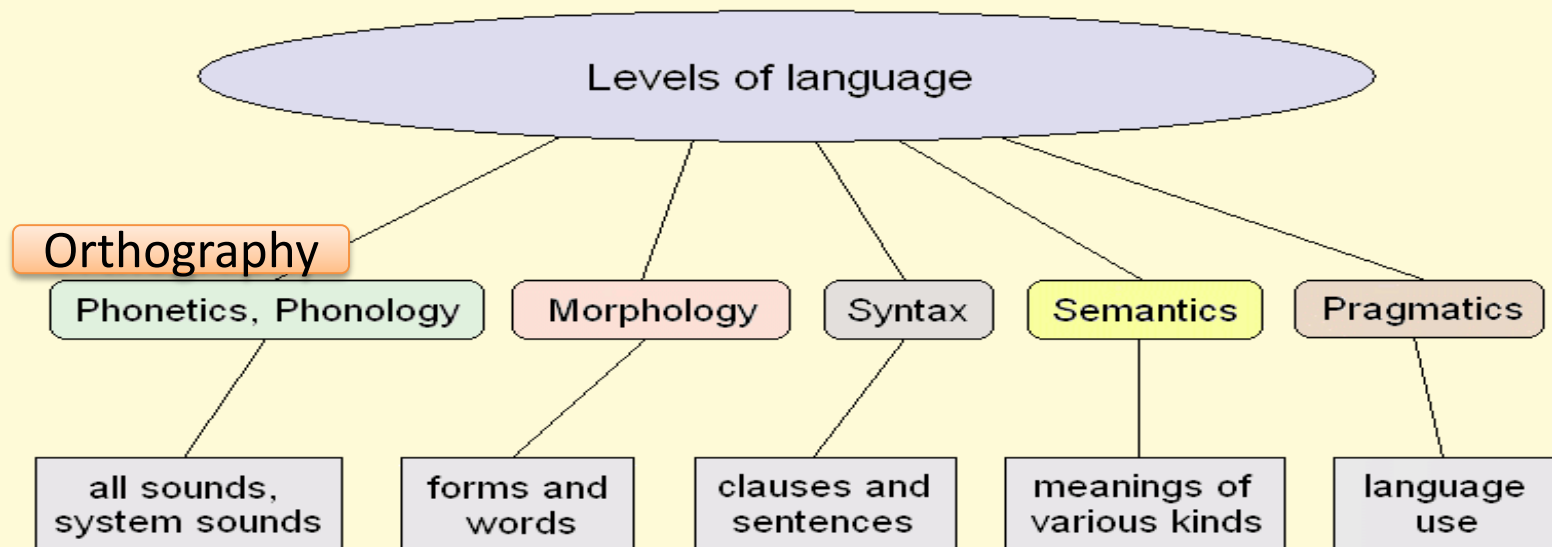 Levels of language
Orthography
Phonetics, Phonology
Morphology
Syntax
Semantics
Pragmatics
all sounds,
system sounds
forms and
words
clauses and
sentences
meanings of
various kinds
language
use